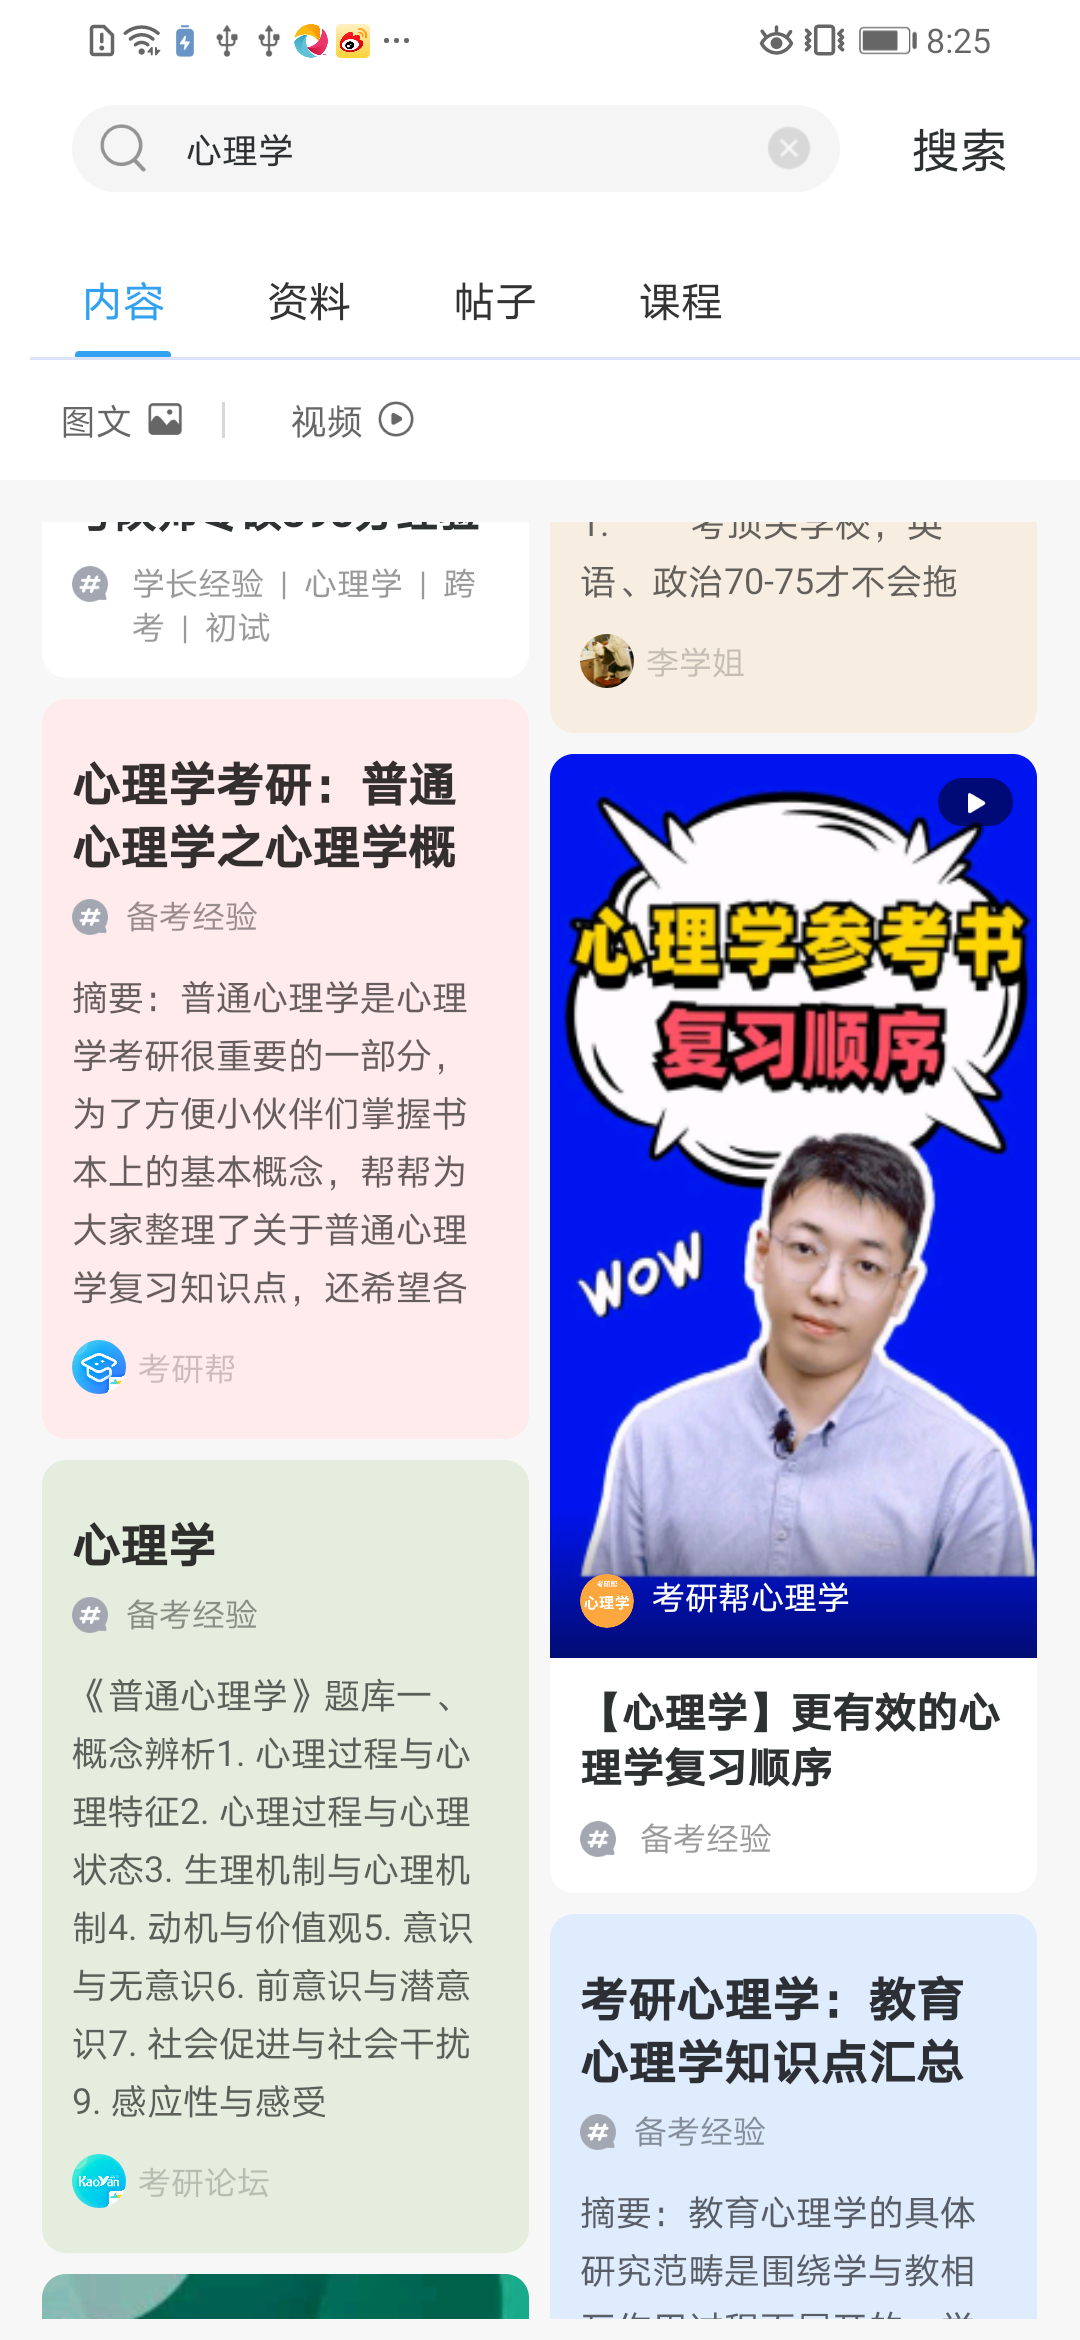 8:25
心理学
搜索
内容
资料
帖子
课程
图文
视频
学长经验 | 心理学 | 跨
考 | 初试
心理学考研：普通
心理学之心理学概
备考经验
摘要：普通心理学是心理
学考研很重要的一部分，
为了方便小伙伴们掌握书
本上的基本概念，帮帮为
大家整理了关于普通心理
学复习知识点，还希望各
考研帮
心理学
备考经验
《普通心理学》题库一、
概念辨析1. 心理过程与心
理特征2. 心理过程与心理
状态3. 生理机制与心理机
制4. 动机与价值观5. 意识
与无意识6. 前意识与潜意
识7. 社会促进与社会干扰
9. 感应性与感受
KaoYan
考研论坛
1. 考顶尖学校，英
语、政治70-75才不会拖
李学姐
心理学参考书
复习顺序
WOW
考研帮
心理学
考研帮心理学
【心理学】更有效的心
理学复习顺序
备考经验
考研心理学：教育
心理学知识点汇总
备考经验
摘要：教育心理学的具体
研究范畴是围绕学与教相